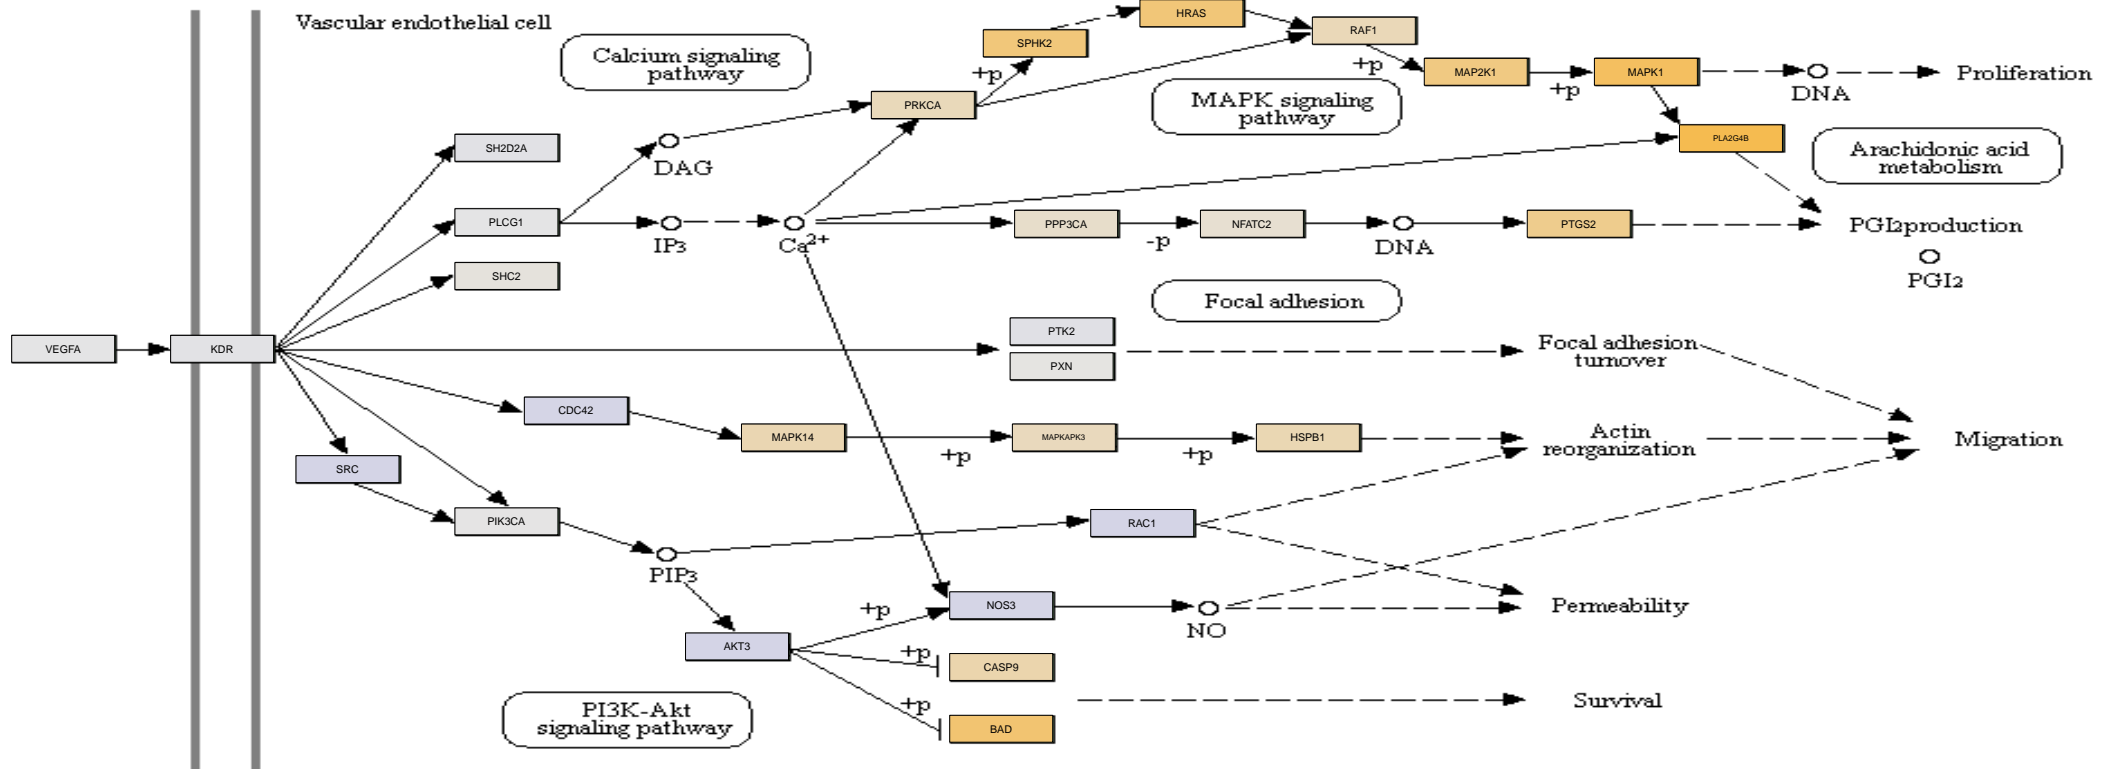 Vascular endothelial cell
HRAS
SPHK2
RAF1
Calcium signaling
pathway
+p
+p
MAP2K1
MAPK1
DNA
Proliferation
+p
PRKCA
MAPK signaling
pathway
SH2D2A
DAG
PLA2G4B
Arachidonic acid
metabolism
PLCG1
IP3
Ca2+
PPP3CA
-p
NFATC2
DNA
PTGS2
PGI2production
PGI2
SHC2
Focal adhesion
VEGFA
KDR
PTK2
PXN
Focal adhesion
turnover
CDC42
MAPK14
+p
MAPKAPK3
+p
HSPB1
Actin
reorganization
Migration
SRC
PIK3CA
PIP3
RAC1
+p
NOS3
NO
Permeability
AKT3
+p
CASP9
+p
BAD
Survival
PI3K-Akt
signaling pathway